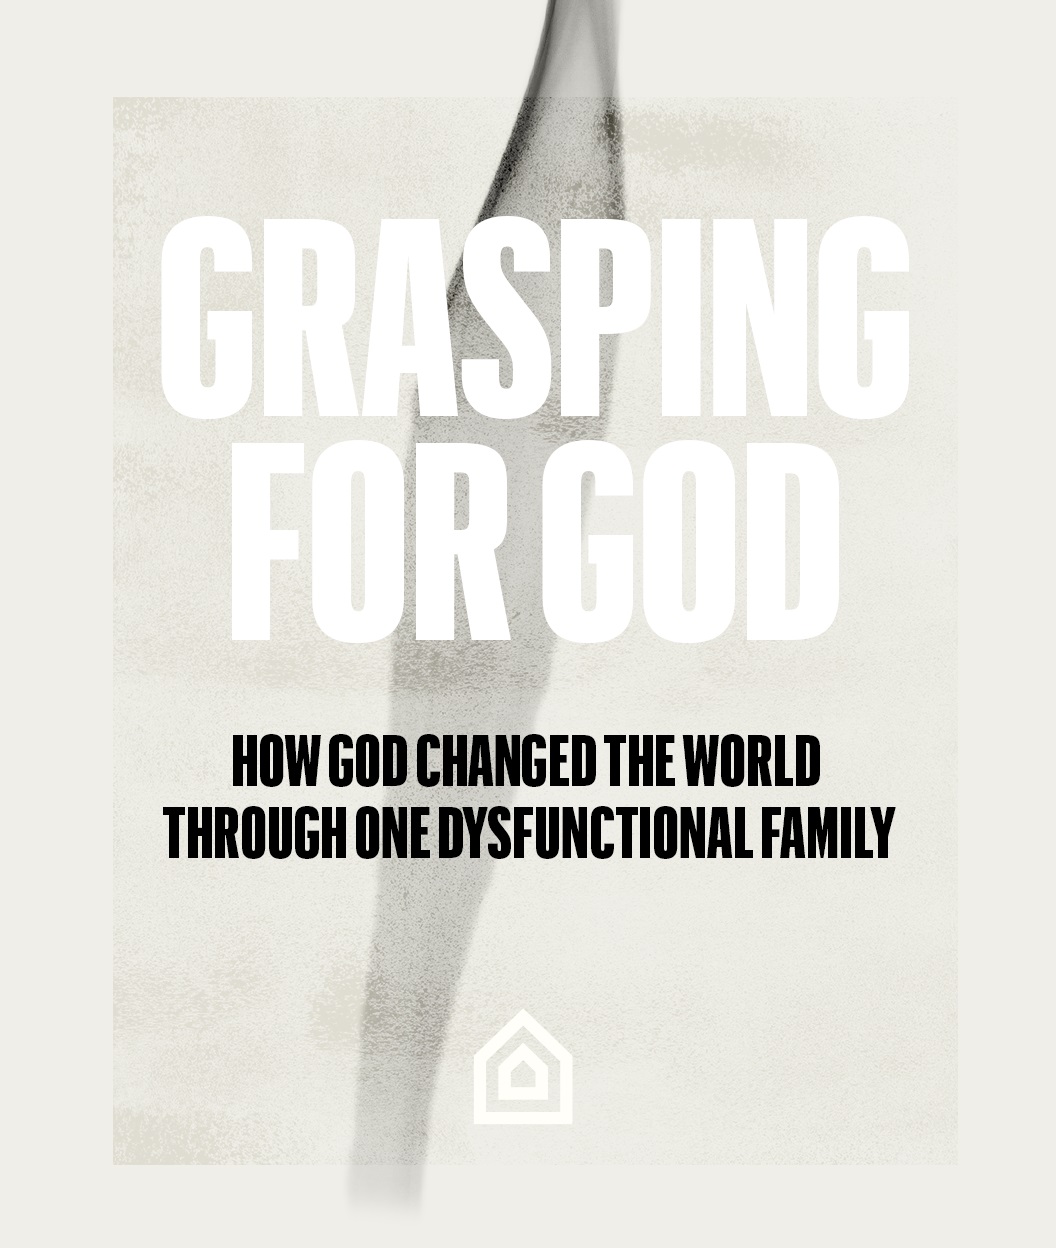 GRASPING
FOR GOD
HOW GOD CHANGED THE WORLD
THROUGH ONE DYSFUNCTIONAL FAMILY